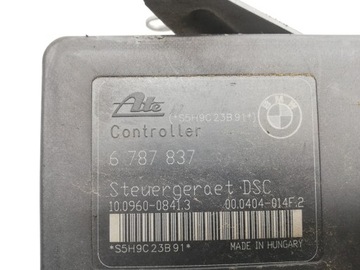 Ate
(*S5H9C23B91*)
BMW
Controller
6 787 837
Steuergeraet DSC
10.0960-0841.3 00.0404-014F.2
*S5H9C23B91* MADE IN HUNGARY